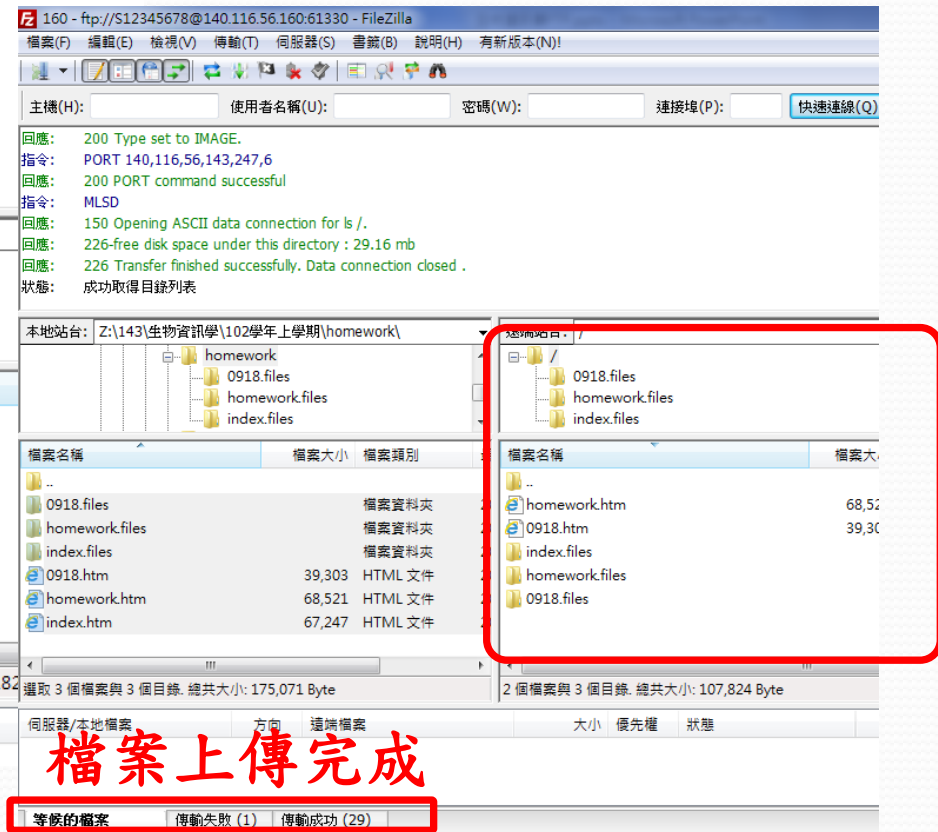 160 - ftp://S12345678@140.116.56.160:61330 - FileZilla
檔案(F) 編輯(E) 檢視(V) 傳輸(T) 伺服器(S) 書籤(B) 說明(H) 有新版本(N)!
主機(H): 使用者名稱(U): 密碼(W): 連接埠(P): 快速連線(Q)
回應: 200 Type set to IMAGE.
指令: PORT 140,116,56,143,247,6
回應: 200 PORT command successful
指令: MLSD
回應: 150 Opening ASCII data connection for ls /.
回應: 226-free disk space under this directory : 29.16 mb
回應: 226 Transfer finished successfully. Data connection closed .
狀態: 成功取得目錄列表
本地站台: Z:\143\生物資訊學\102學年上學期\homework\
homework
0918.files
homework.files
index.files
遠端站台: /
/
0918.files
homework.files
index.files
檔案名稱 檔案大小 檔案類別
..
0918.files 檔案資料夾
homework.files 檔案資料夾
index.files 檔案資料夾
0918.htm 39,303 HTML 文件
homework.htm 68,521 HTML 文件
index.htm 67,247 HTML 文件
選取 3 個檔案與 3 個目錄. 總共大小: 175,071 Byte
檔案名稱 檔案大
..
homework.htm 68,52
0918.htm 39,30
index.files
homework.files
0918.files
2 個檔案與 3 個目錄. 總共大小: 107,824 Byte
伺服器/本地檔案 方向 遠端檔案 大小 優先權 狀態
檔案上傳完成
等候的檔案 傳輸失敗 (1) 傳輸成功 (29)